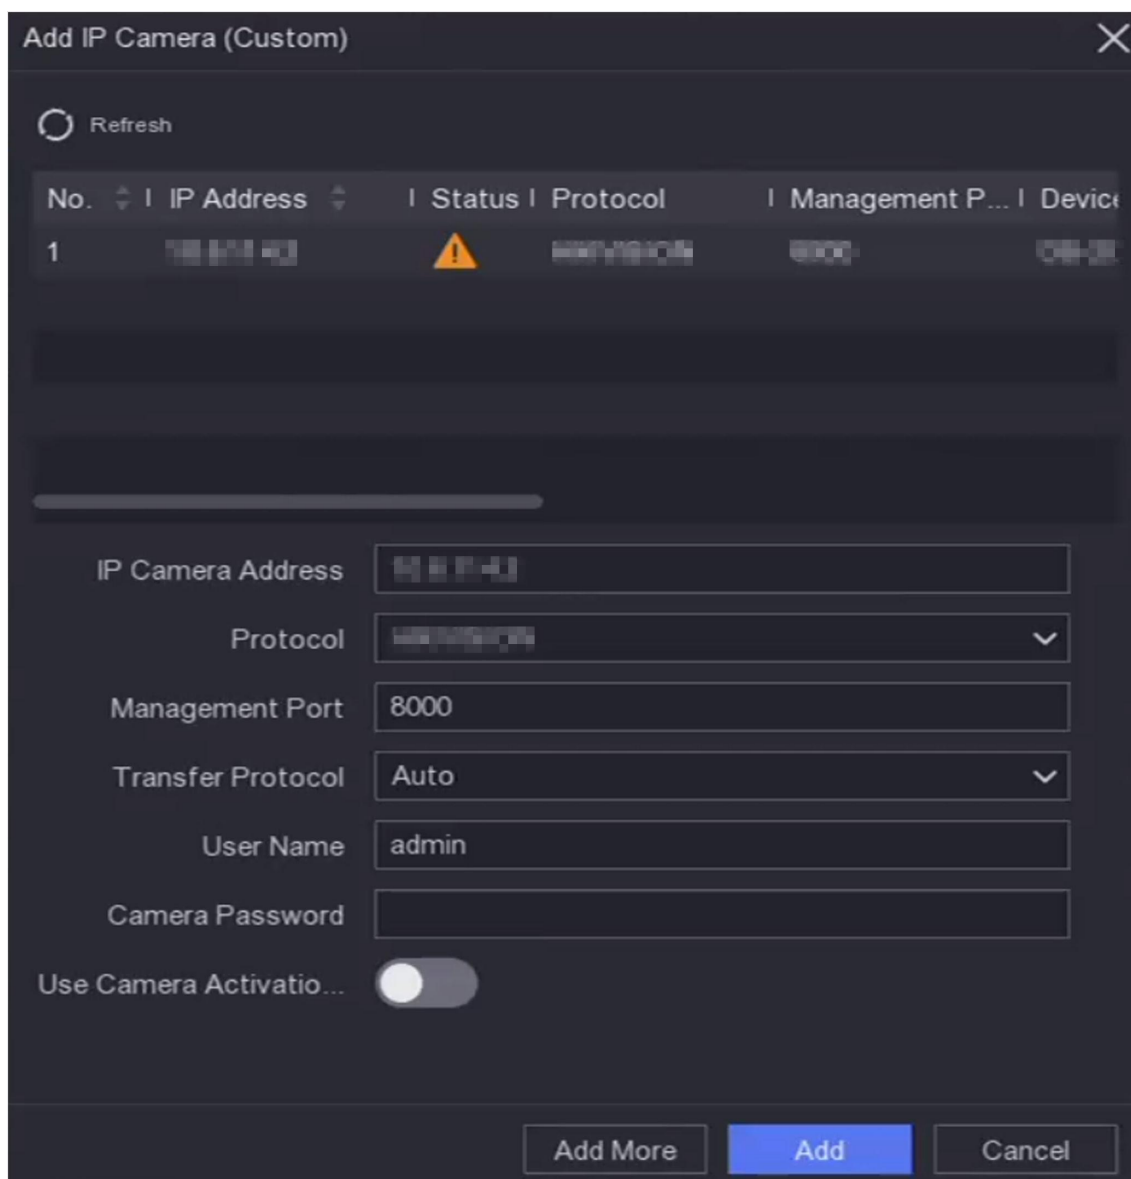 Add IP Camera (Custom)
Refresh
No. IP Address Status Protocol Management P... Device
1
IP Camera Address
Protocol
Management Port 8000
Transfer Protocol Auto
User Name admin
Camera Password
Use Camera Activatio...
Add More Add Cancel